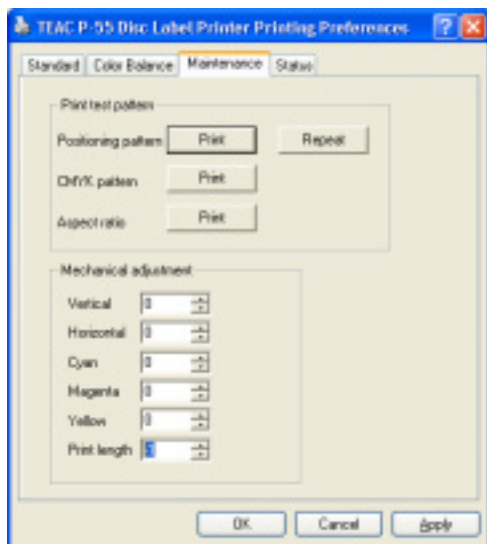 TEAC P-55 Disc Label Printer Printing Preferences
Standard Color Balance Maintenance Status
Print test pattern
Positioning pattern Print Repeat
CMYK pattern Print
Aspect ratio Print
Mechanical adjustment
Vertical 0
Horizontal 0
Cyan 0
Magenta 0
Yellow 0
Print length
OK Cancel Apply